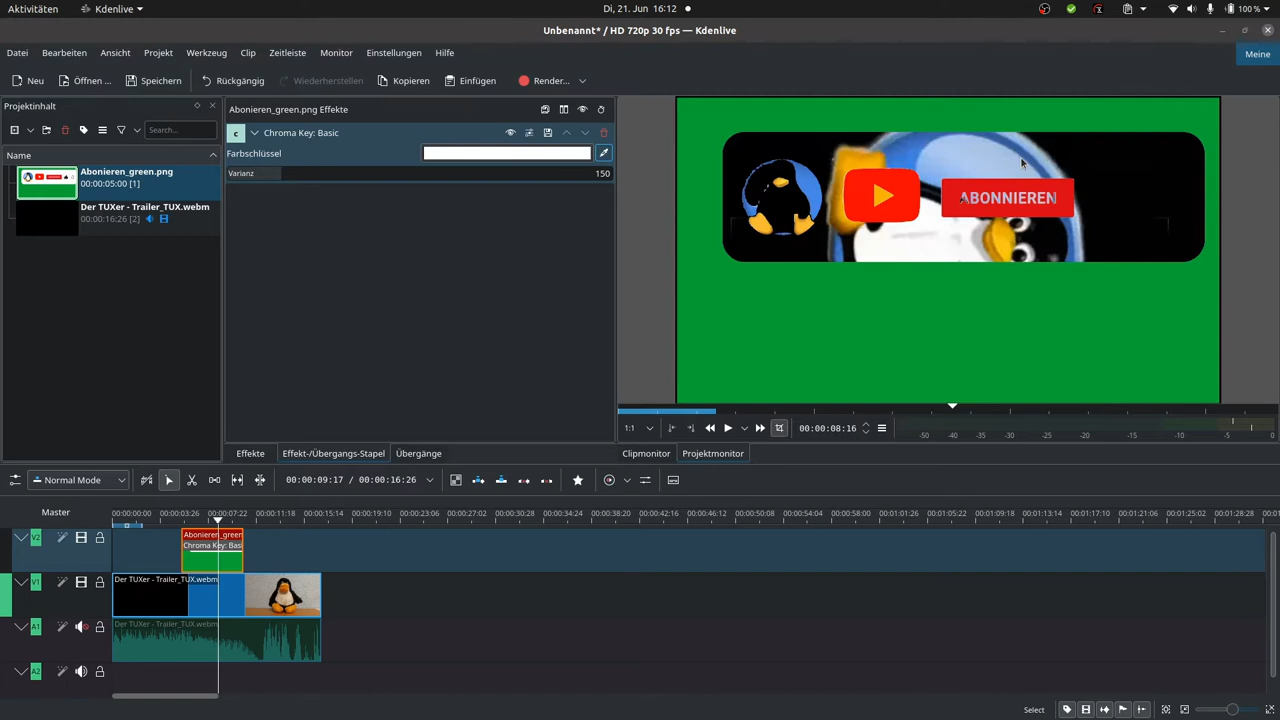 Aktivitäten
Kdenlive
Di, 21. Jun 16:12
100 %
Unbenannt* / HD 720p 30 fps — Kdenlive
Datei
Bearbeiten
Ansicht
Projekt
Werkzeug
Clip
Zeitleiste
Monitor
Einstellungen
Hilfe
Meine
Neu
Öffnen ...
Speichern
Rückgängig
Wiederherstellen
Kopieren
Einfügen
Render...
Projektinhalt
Search...
Name
Abonieren_green.png
00:00:05:00 [1]
Der TUXer - Trailer_TUX.webm
00:00:16:26 [2]
Abonieren_green.png Effekte
c
Chroma Key: Basic
Farbschlüssel
Varianz
150
ABONNIEREN
1:1
00:00:08:16
-50
-40
-35
-30
-25
-20
-15
-10
-5
0
Effekte
Effekt-/Übergangs-Stapel
Übergänge
Clipmonitor
Projektmonitor
Normal Mode
00:00:09:17 / 00:00:16:26
Master
00:00:00:00
00:00:03:26
00:00:07:22
00:00:11:18
00:00:15:14
00:00:19:10
00:00:23:06
00:00:27:02
00:00:30:28
00:00:34:24
00:00:38:20
00:00:42:16
00:00:46:12
00:00:50:08
00:00:54:04
00:00:58:00
00:01:01:26
00:01:05:22
00:01:09:18
00:01:13:14
00:01:17:10
00:01:21:06
00:01:25:02
00:01:28:28
V2
Abonieren_green
Chroma Key: Basi
V1
Der TUXer - Trailer_TUX.webm
A1
Der TUXer - Trailer_TUX.webm
A2
Select